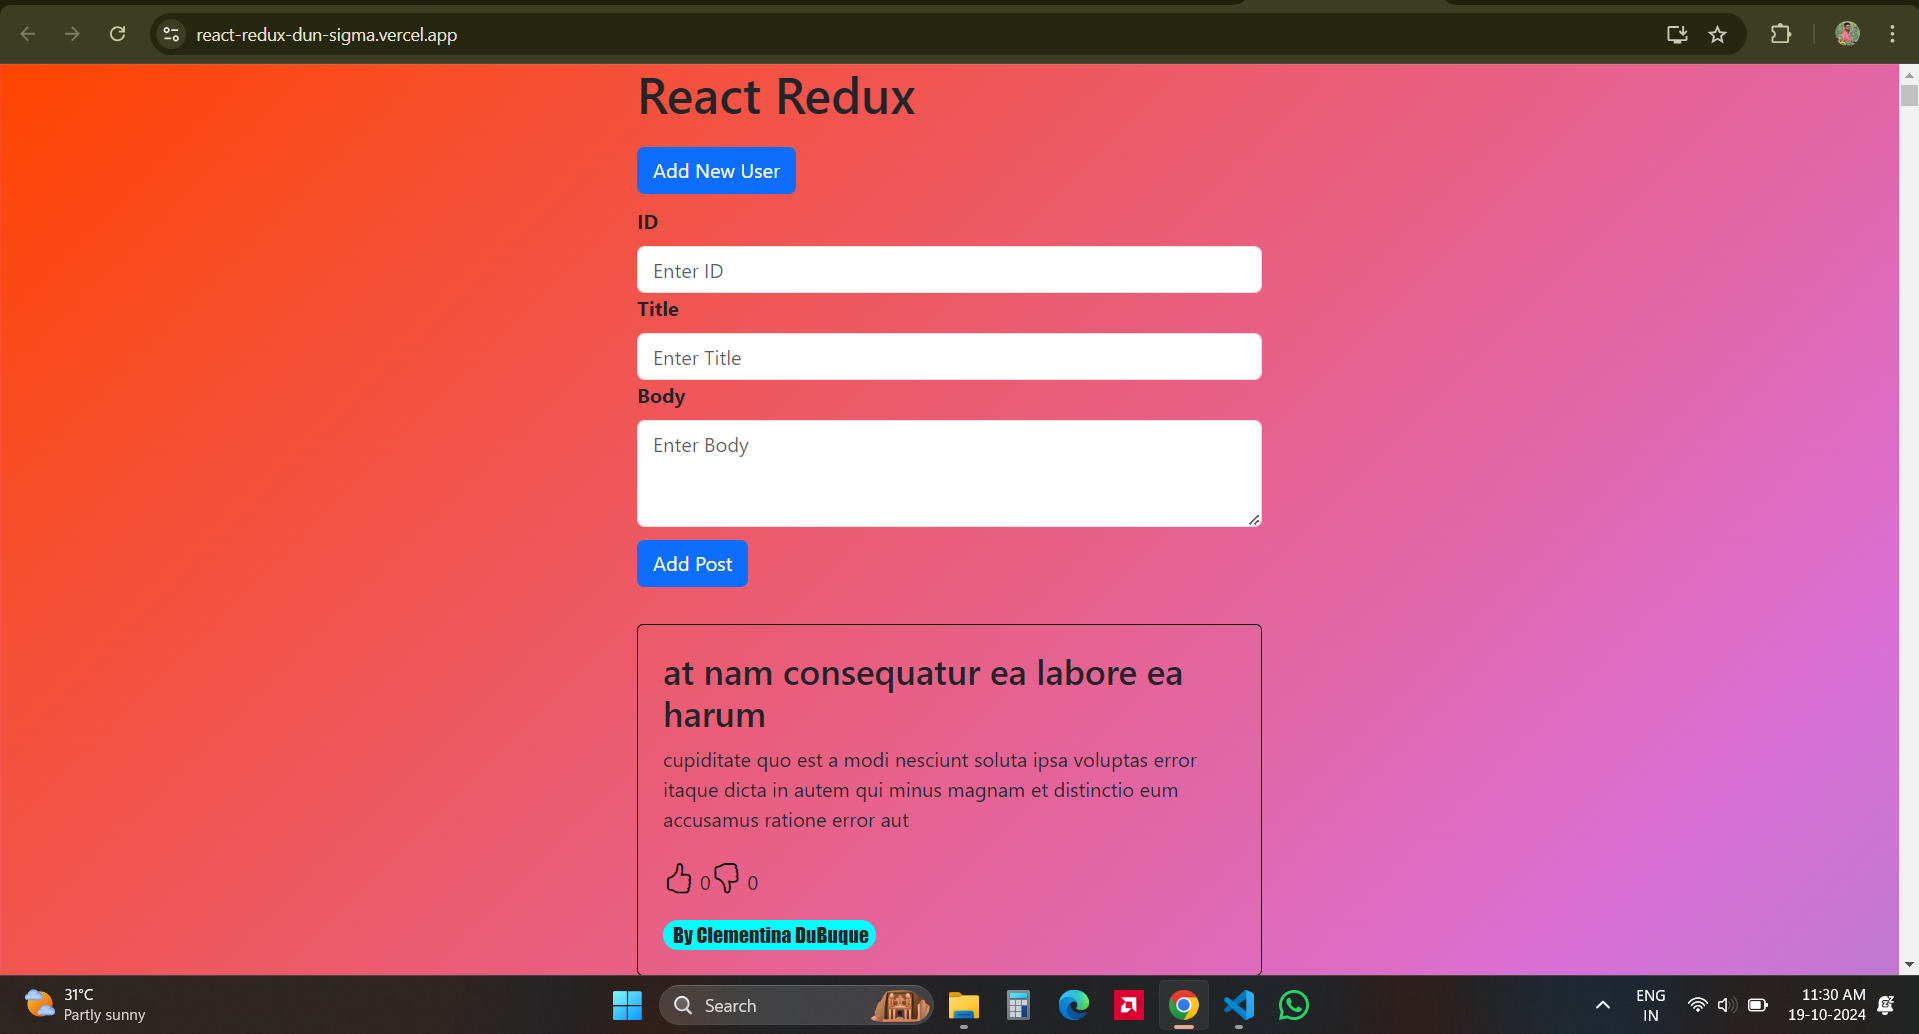 react-redux-dun-sigma.vercel.app
React Redux
Add New User
ID
Enter ID
Title
Enter Title
Body
Enter Body
Add Post
at nam consequatur ea labore ea
harum
cupiditate quo est a modi nesciunt soluta ipsa voluptas error
itaque dicta in autem qui minus magnam et distinctio eum
accusamus ratione error aut
0 0
By Clementina DuBuque
31°C
Partly sunny
Search
ENG
IN
11:30 AM
19-10-2024